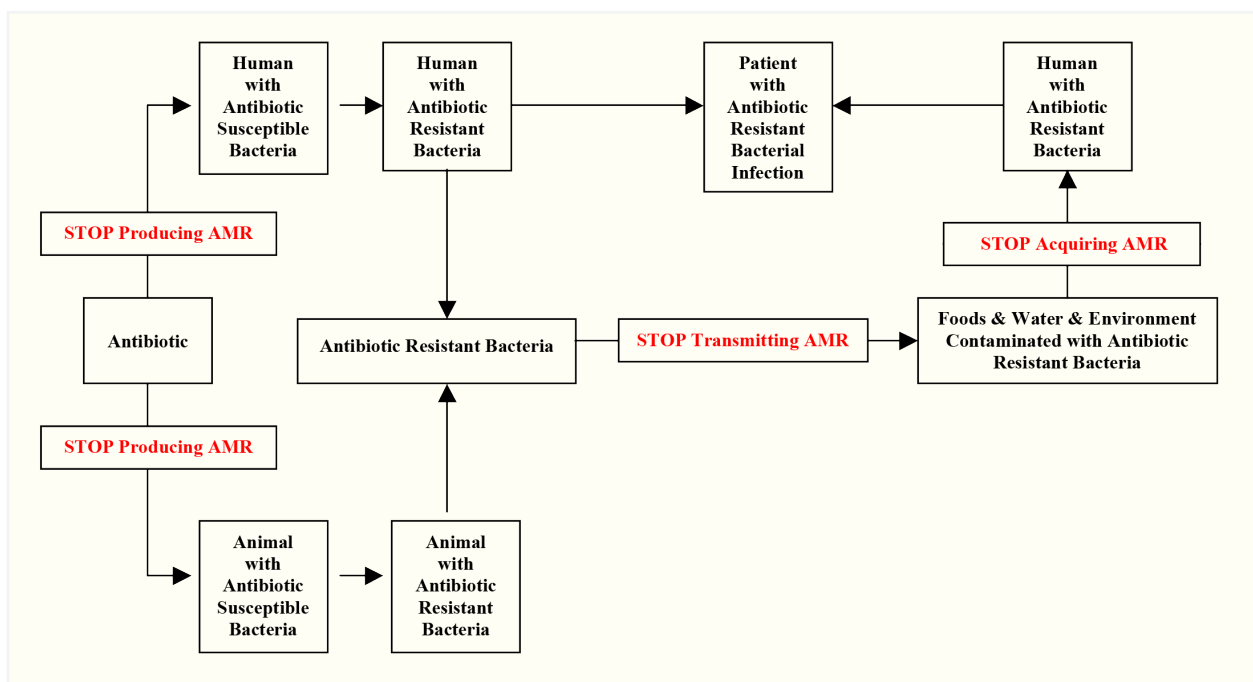 Human
with
Antibiotic
Susceptible
Bacteria
Human
with
Antibiotic
Resistant
Bacteria
Patient
with
Antibiotic
Resistant
Bacterial
Infection
Human
with
Antibiotic
Resistant
Bacteria
STOP Producing AMR
STOP Acquiring AMR
Antibiotic
Antibiotic Resistant Bacteria
STOP Transmitting AMR
Foods & Water & Environment
Contaminated with Antibiotic
Resistant Bacteria
STOP Producing AMR
Animal
with
Antibiotic
Susceptible
Bacteria
Animal
with
Antibiotic
Resistant
Bacteria